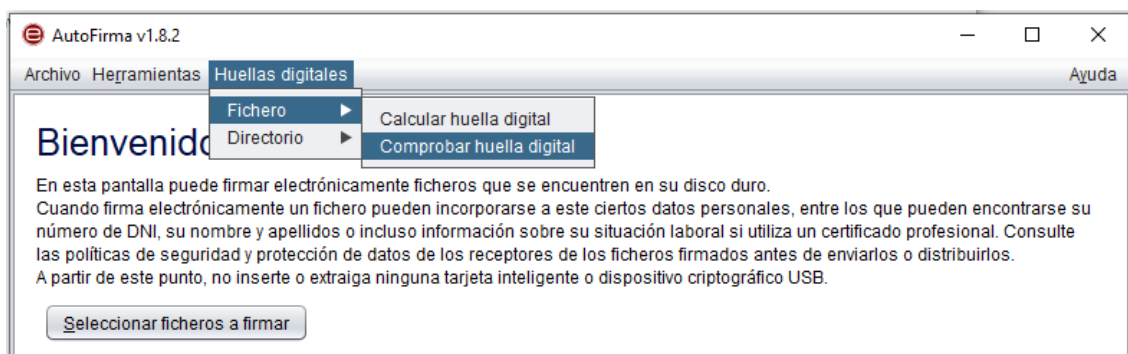 AutoFirma v1.8.2
Archivo Herramientas Huellas digitales Ayuda
Fichero
Directorio
Calcular huella digital
Comprobar huella digital
En esta pantalla puede firmar electrónicamente ficheros que se encuentren en su disco duro.
Cuando firma electrónicamente un fichero pueden incorporarse a este ciertos datos personales, entre los que pueden encontrarse su
número de DNI, su nombre y apellidos o incluso información sobre su situación laboral si utiliza un certificado profesional. Consulte
las políticas de seguridad y protección de datos de los receptores de los ficheros firmados antes de enviarlos o distribuirlos.
A partir de este punto, no inserte o extraiga ninguna tarjeta inteligente o dispositivo criptográfico USB.
Seleccionar ficheros a firmar